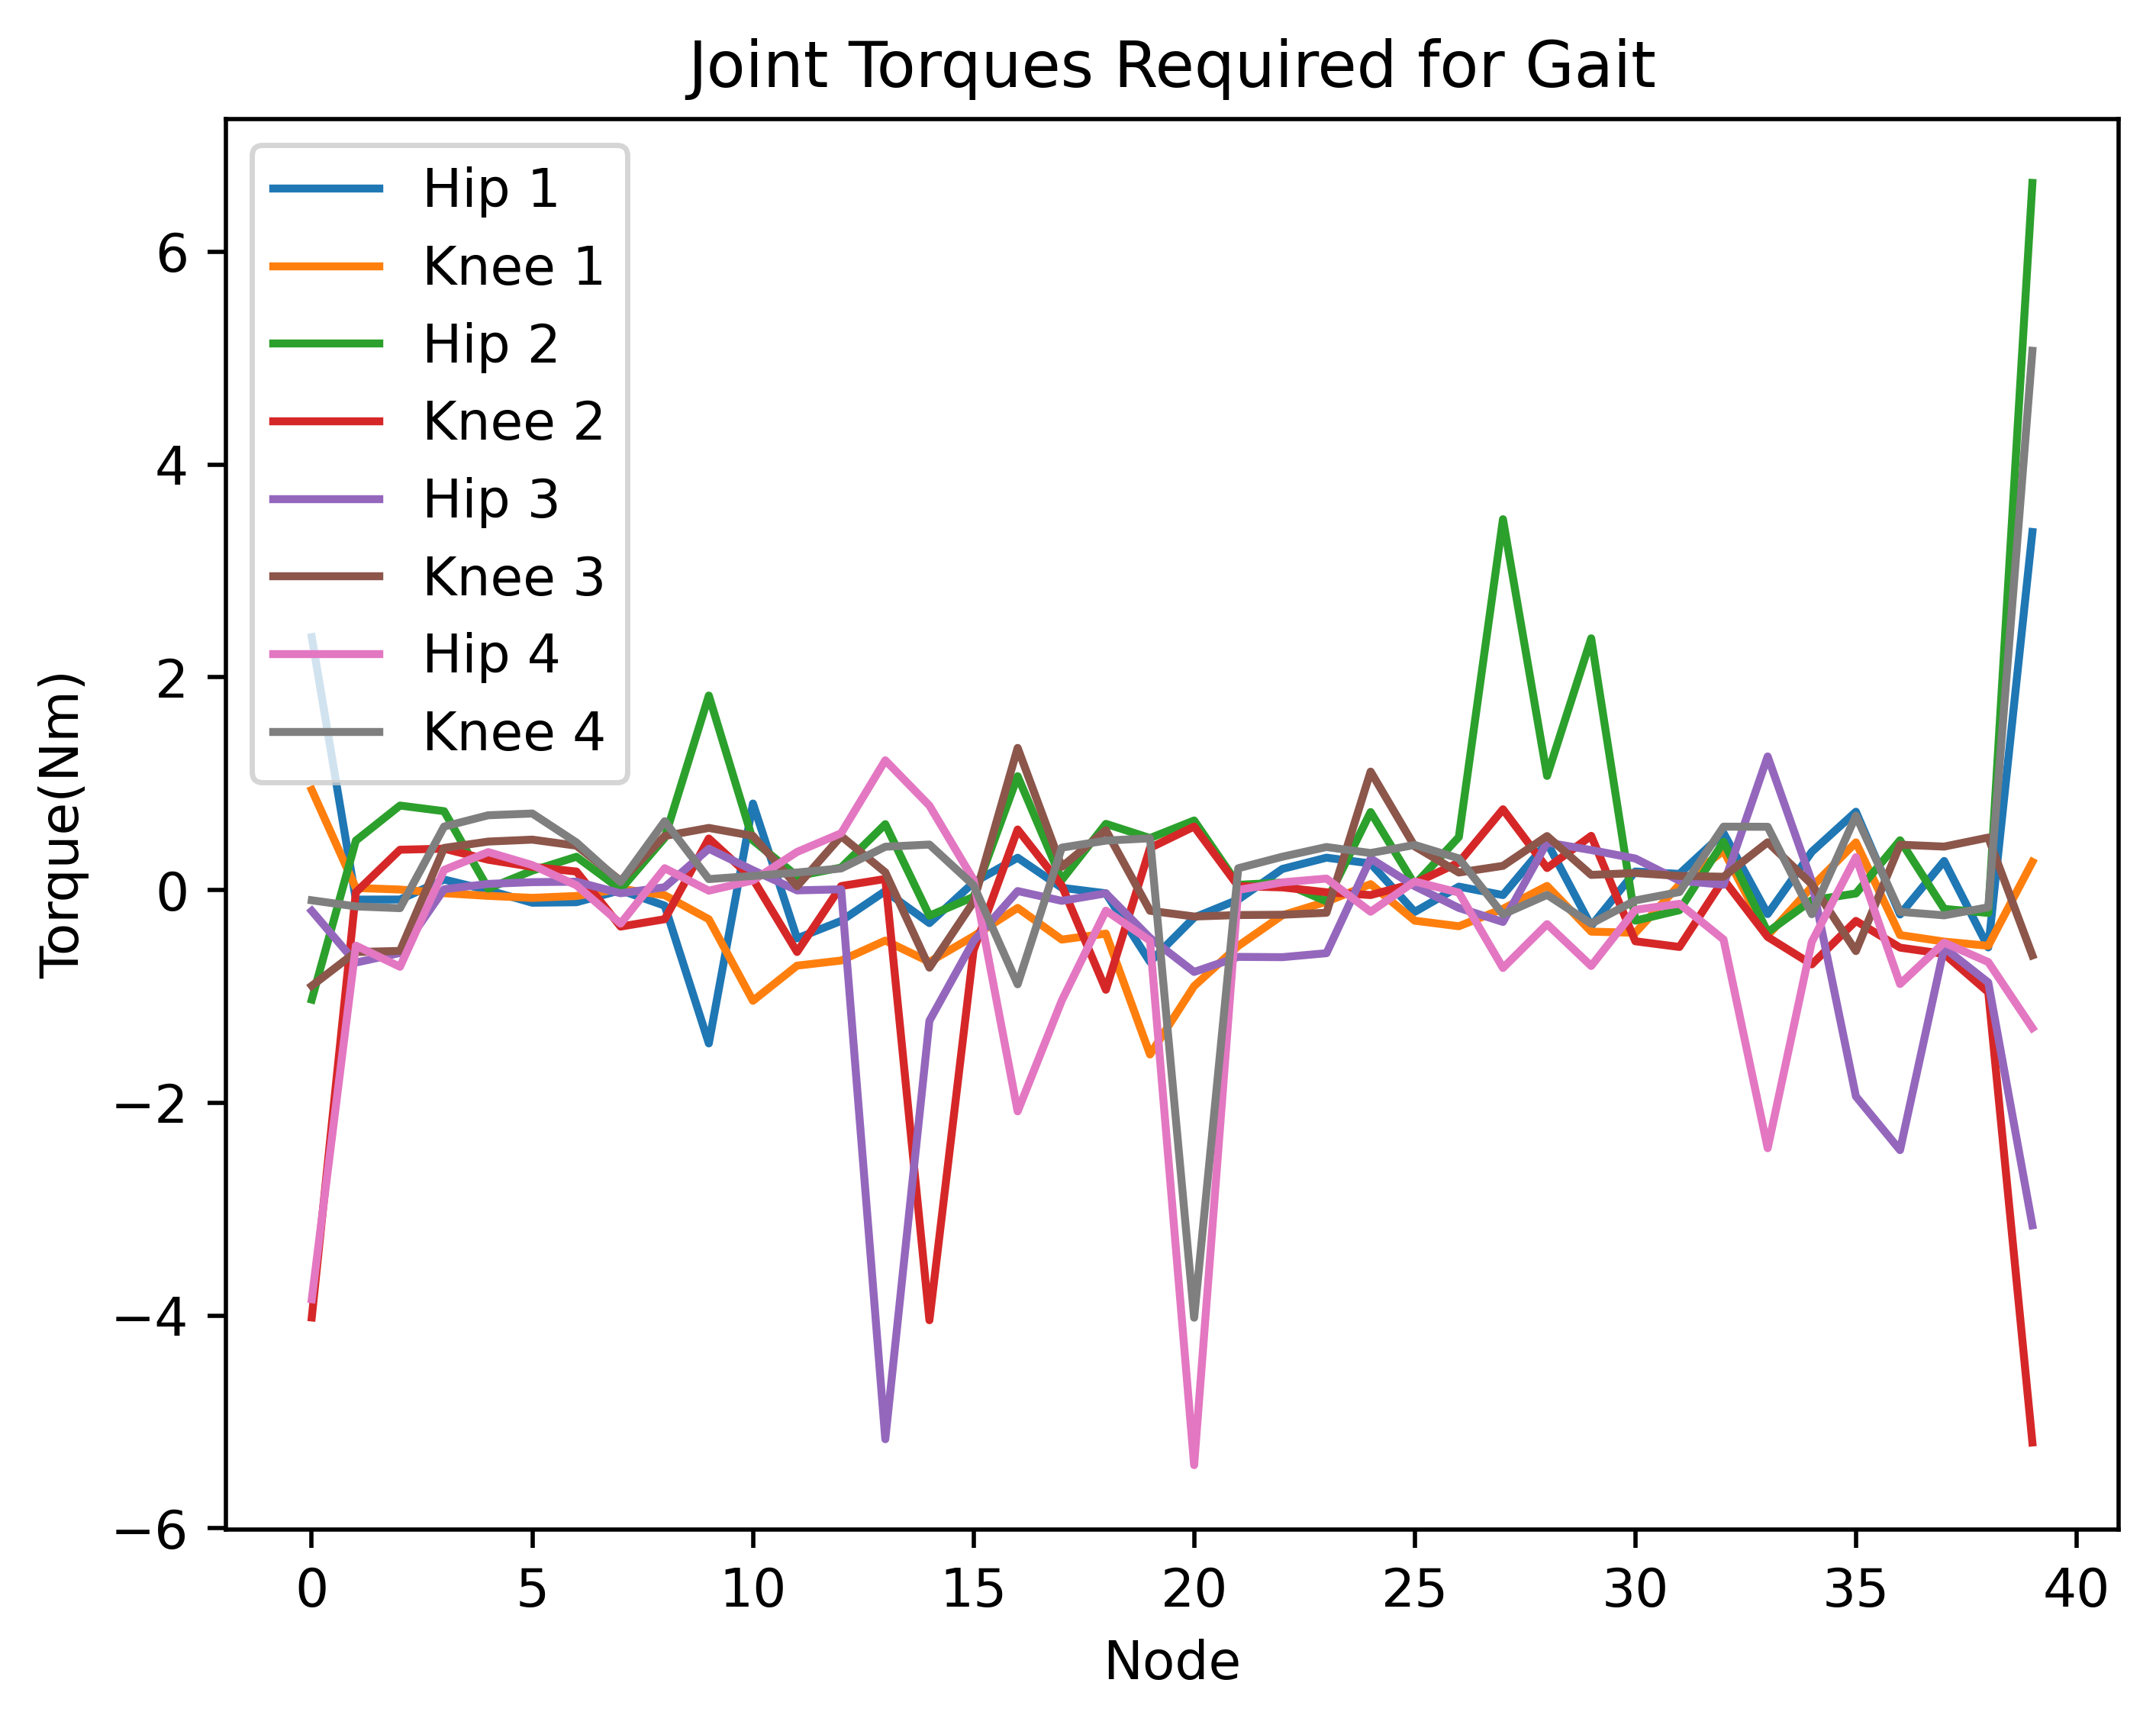 Joint Torques Required for Gait
Hip 1
Knee 1
Hip 2
Knee 2
Hip 3
Knee 3
Hip 4
Knee 4
Torque(Nm)
6
4
2
0
−2
−4
−6
0 5 10 15 20 25 30 35 40
Node